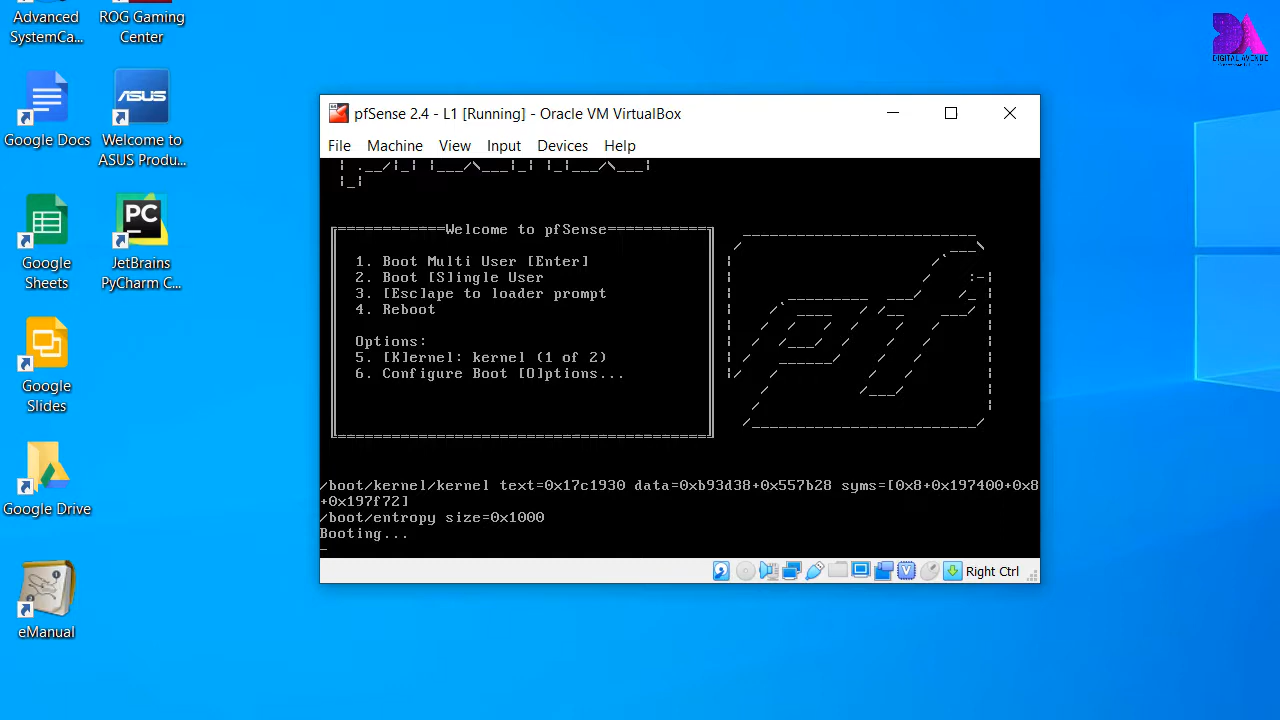 Advanced
SystemCa...
ROG Gaming
Center
Google Docs
ASUS
Welcome to
ASUS Produ...
Google
Sheets
PC
JetBrains
PyCharm C...
Google
Slides
Google Drive
eManual
DIGITAL AVENUE
pfSense 2.4 - L1 [Running] - Oracle VM VirtualBox
File Machine View Input Devices Help
Welcome to pfSense
1. Boot Multi User [Enter]
2. Boot [S]ingle User
3. [Esc]ape to loader prompt
4. Reboot
Options:
5. [K]ernel: kernel (1 of 2)
6. Configure Boot [O]ptions...
/boot/kernel/kernel text=0x17c1930 data=0xb93d38+0x557b28 syms=[0x8+0x197400+0x8
+0x197f72]
/boot/entropy size=0x1000
Booting...
Right Ctrl